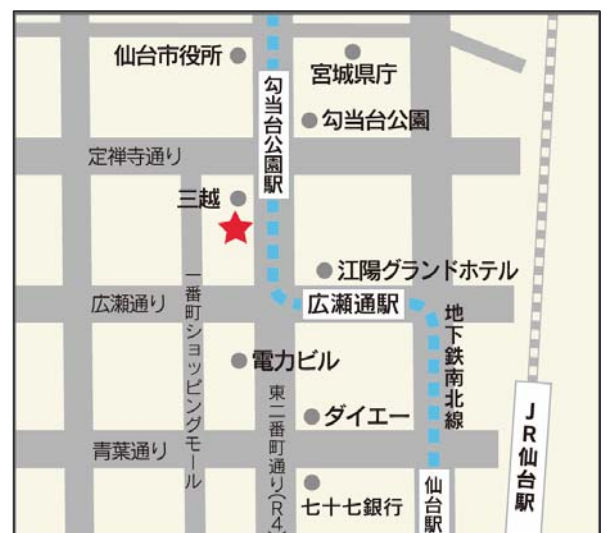 仙台市役所
宮城県庁
勾当台公園駅
勾当台公園
定禅寺通り
三越
江陽グランドホテル
広瀬通り
一番町ショッピングモール
広瀬通駅
地下鉄南北線
電力ビル
東二番町通り(R4)
ダイエー
JR仙台駅
青葉通り
七十七銀行
仙台駅